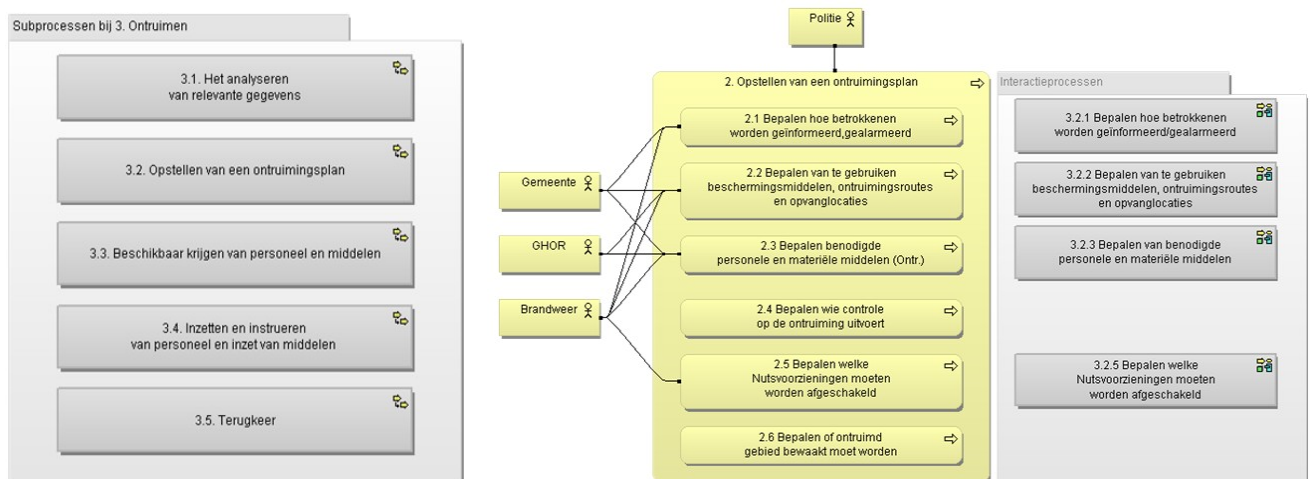 Subprocessen bij 3. Ontruimen
3.1. Het analyseren
van relevante gegevens
3.2. Opstellen van een ontruimingsplan
3.3. Beschikbaar krijgen van personeel en middelen
3.4. Inzetten en instrueren
van personeel en inzet van middelen
3.5. Terugkeer
Politie
Gemeente
GHOR
Brandweer
2. Opstellen van een ontruimingsplan
2.1 Bepalen hoe betrokkenen
worden geïnformeerd,gealarmeerd
2.2 Bepalen van te gebruiken
beschermingsmiddelen, ontruimingsroutes
en opvanglocaties
2.3 Bepalen benodigde
personele en materiële middelen (Ontr.)
2.4 Bepalen wie controle
op de ontruiming uitvoert
2.5 Bepalen welke
Nutsvoorzieningen moeten
worden afgeschakeld
2.6 Bepalen of ontruimd
gebied bewaakt moet worden
Interactieprocessen
3.2.1 Bepalen hoe betrokkenen
worden geïnformeerd/gealarmeerd
3.2.2 Bepalen van te gebruiken
beschermingsmiddelen, ontruimingsroutes
en opvanglocaties
3.2.3 Bepalen van benodigde
personele en materiële middelen
3.2.5 Bepalen welke
Nutsvoorzieningen moeten
worden afgeschakeld